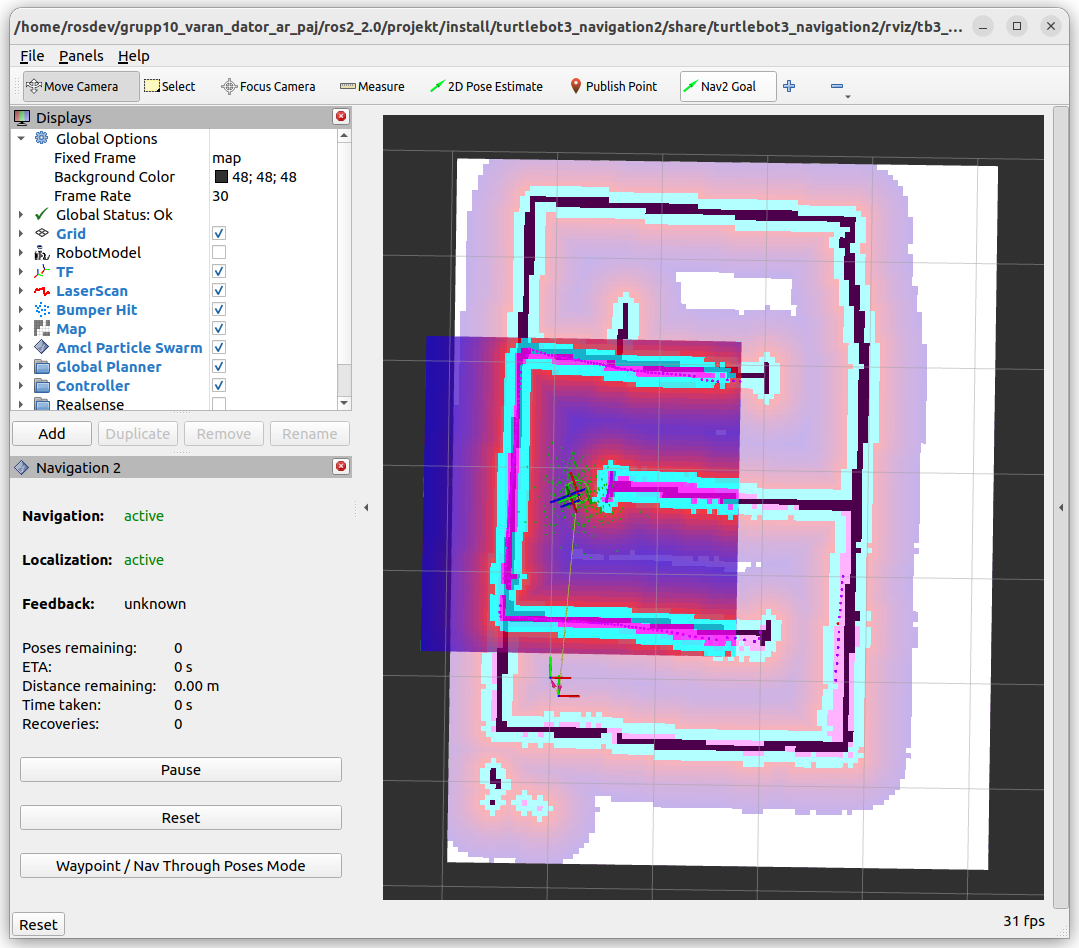 /home/rosdev/grupp10_varan_dator_ar_paj/ros2_2.0/projekt/install/turtlebot3_navigation2/share/turtlebot3_navigation2/rviz/tb3_...
File Panels Help
Move Camera Select Focus Camera Measure 2D Pose Estimate Publish Point Nav2 Goal
Displays
Global Options
Fixed Frame map
Background Color 48; 48; 48
Frame Rate 30
Global Status: Ok
Grid
RobotModel
TF
LaserScan
Bumper Hit
Map
Amcl Particle Swarm
Global Planner
Controller
Realsense
Add Duplicate Remove Rename
Navigation 2
Navigation: active
Localization: active
Feedback: unknown
Poses remaining: 0
ETA: 0 s
Distance remaining: 0.00 m
Time taken: 0 s
Recoveries: 0
Pause
Reset
Waypoint / Nav Through Poses Mode
Reset
31 fps